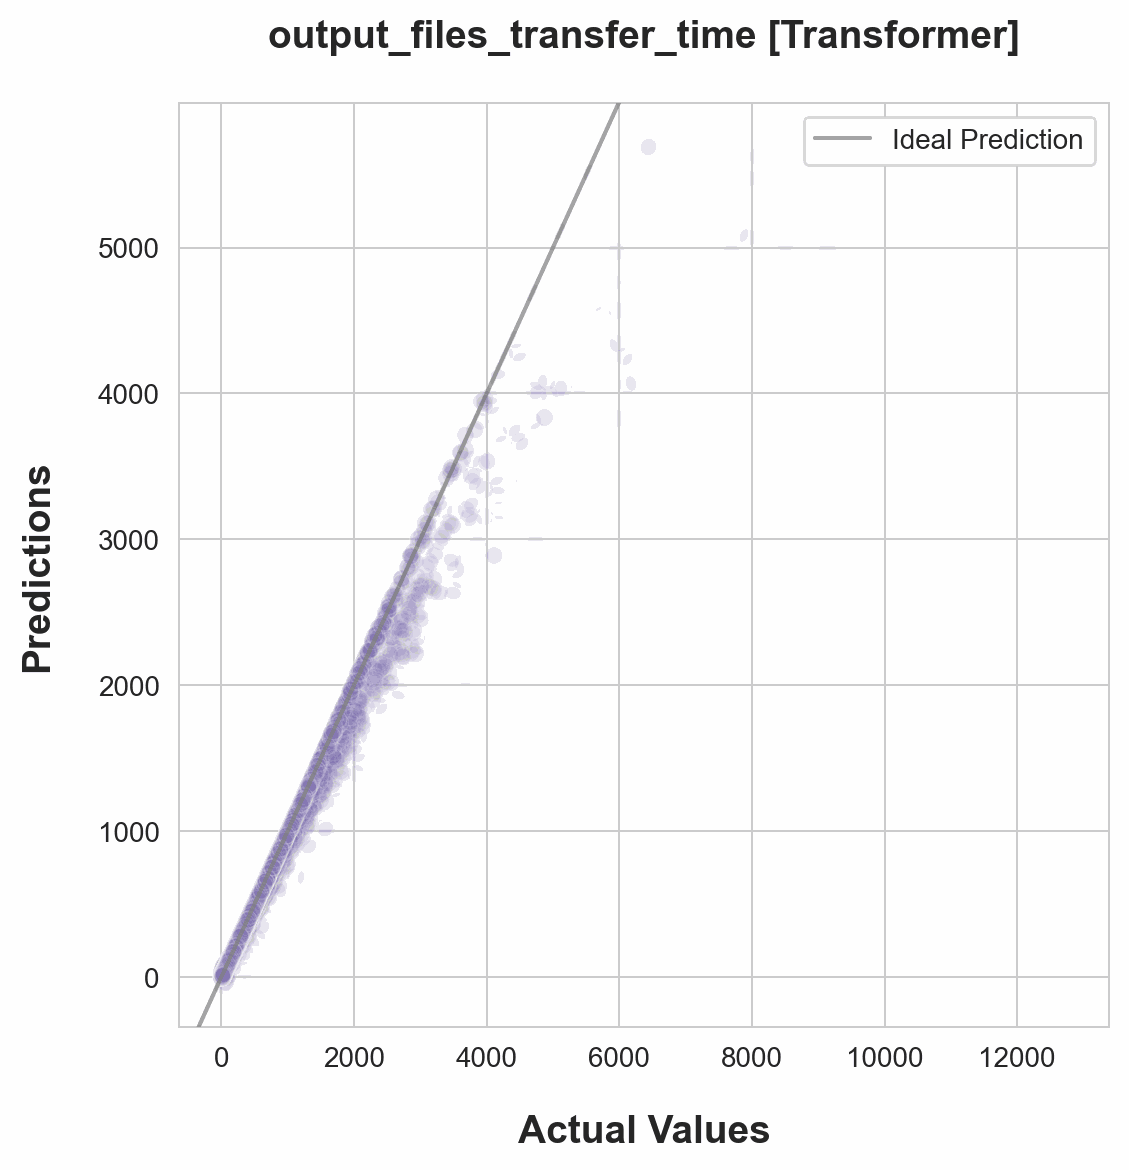 output_files_transfer_time [Transformer]
Ideal Prediction
5000
4000
3000
2000
1000
0
Predictions
0 2000 4000 6000 8000 10000 12000
Actual Values